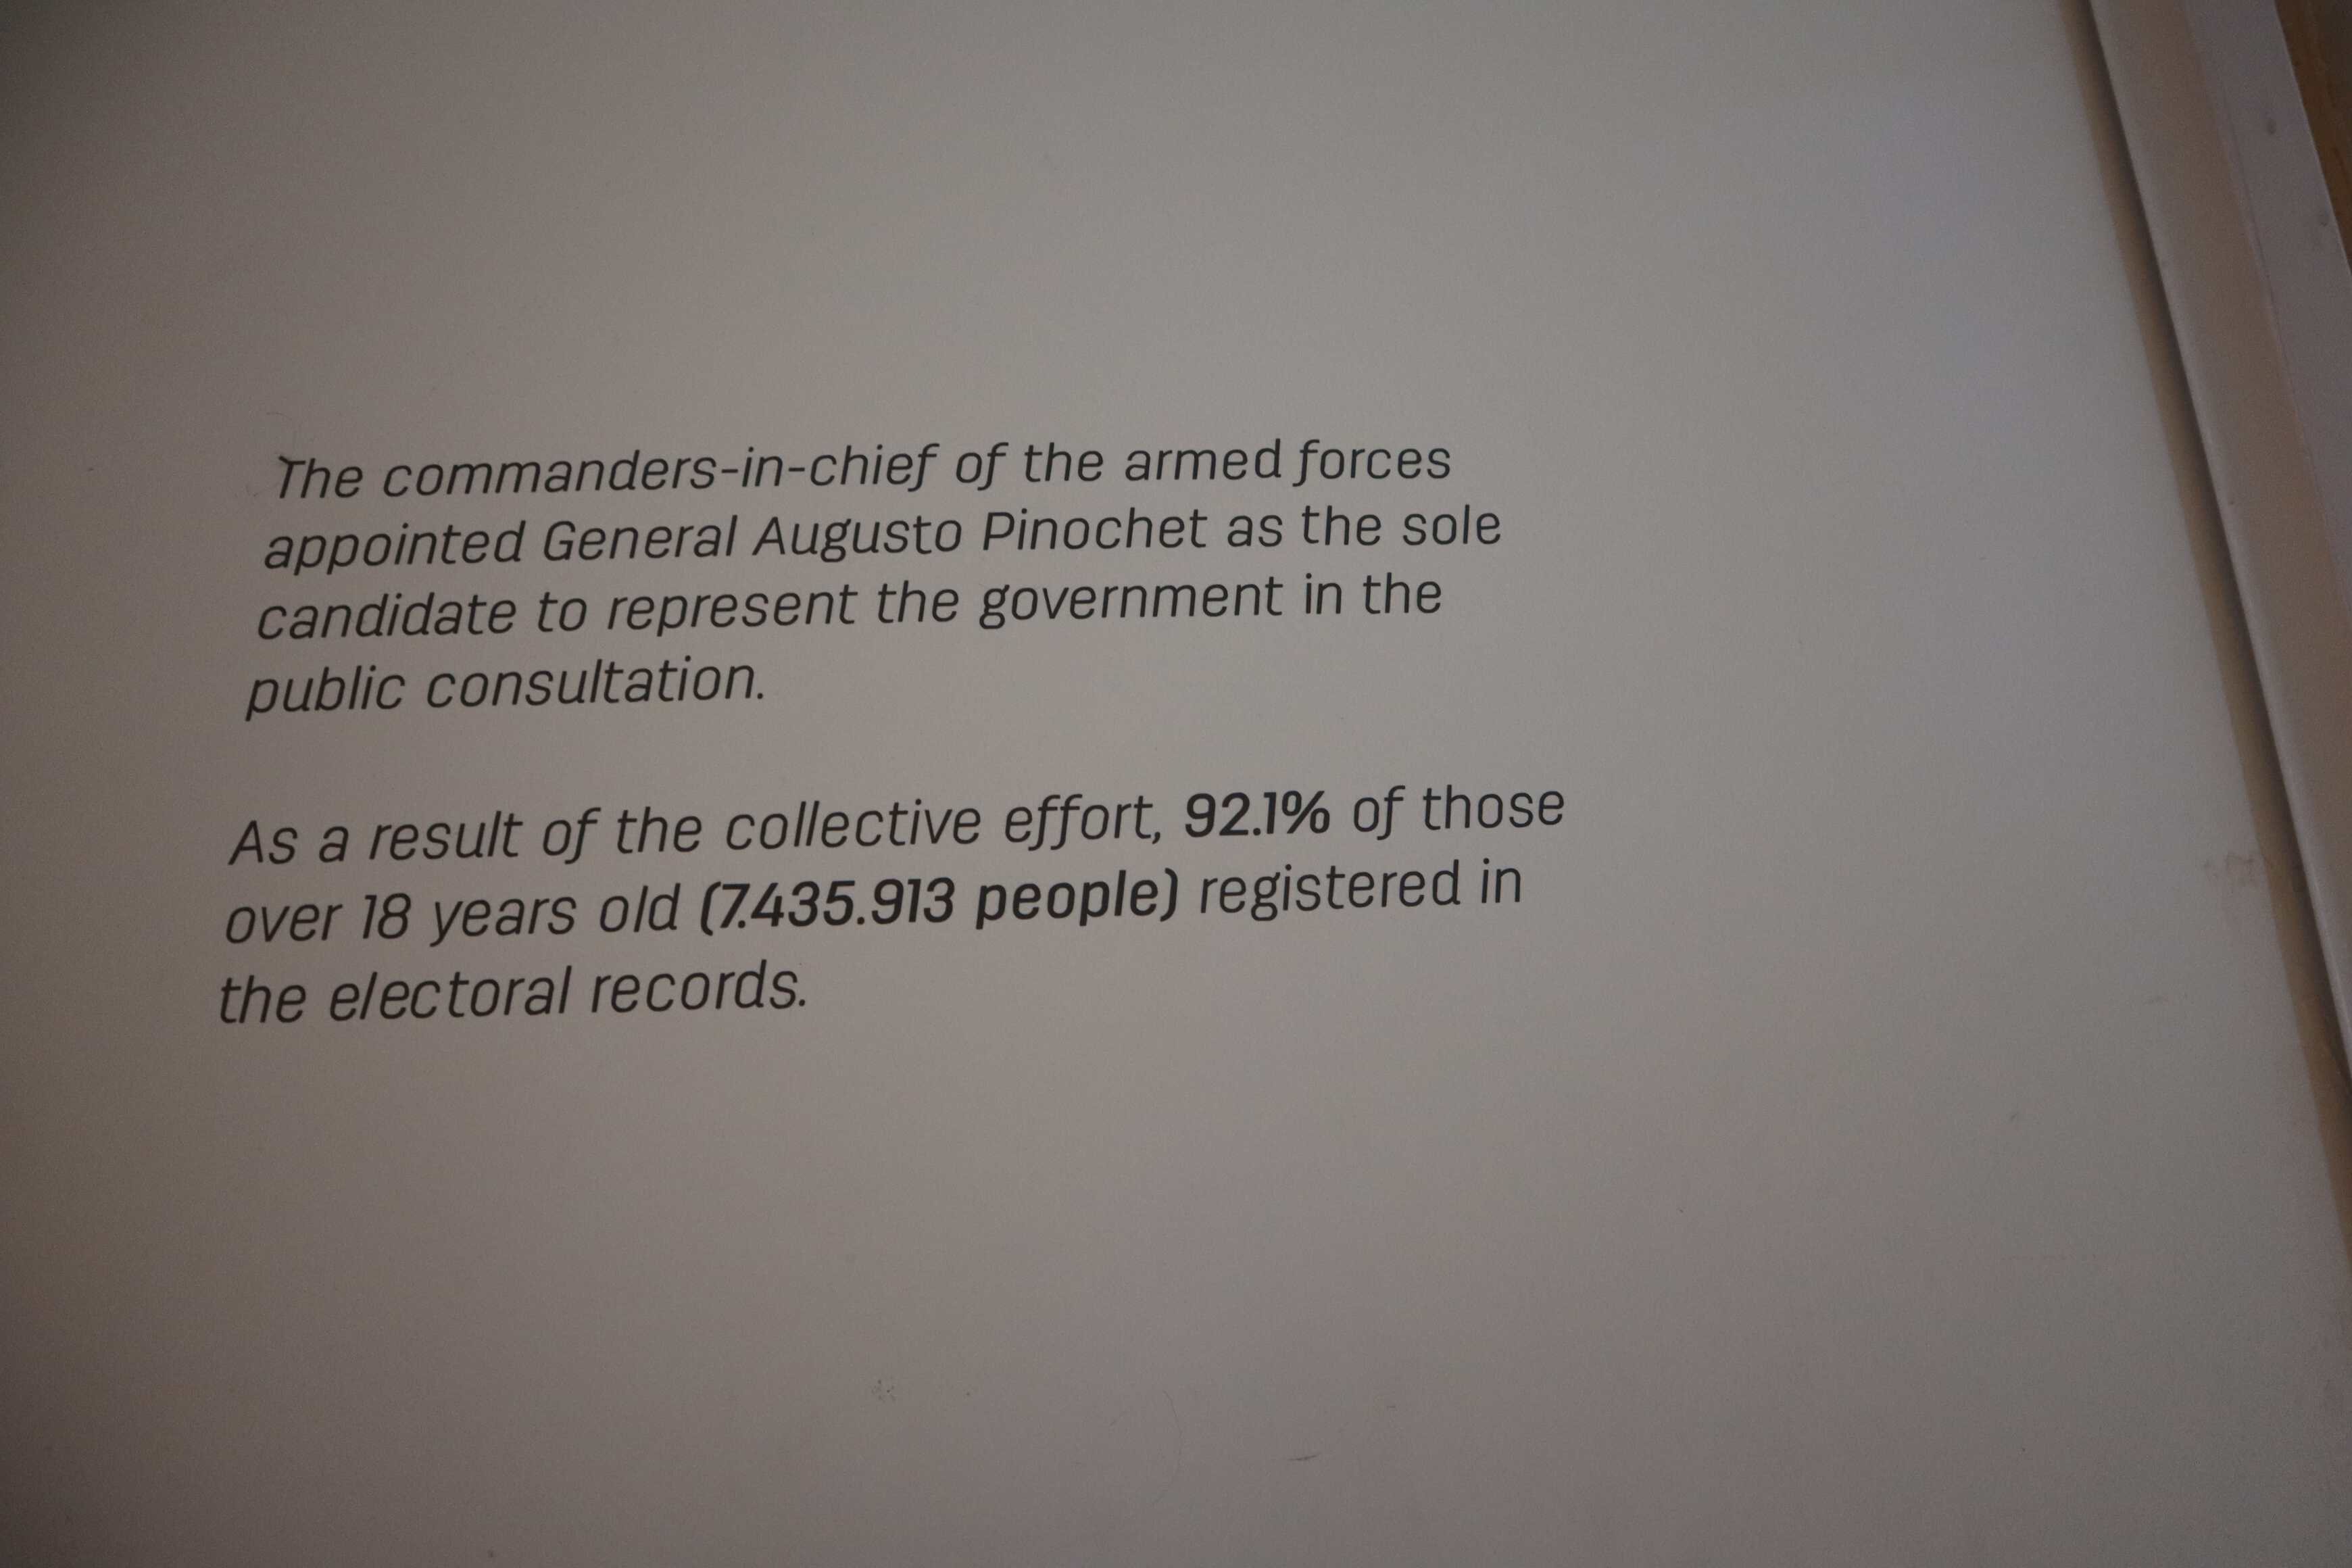 The commanders-in-chief of the armed forces
appointed General Augusto Pinochet as the sole
candidate to represent the government in the
public consultation.
As a result of the collective effort, 92.1% of those
over 18 years old (7.435.913 people) registered in
the electoral records.